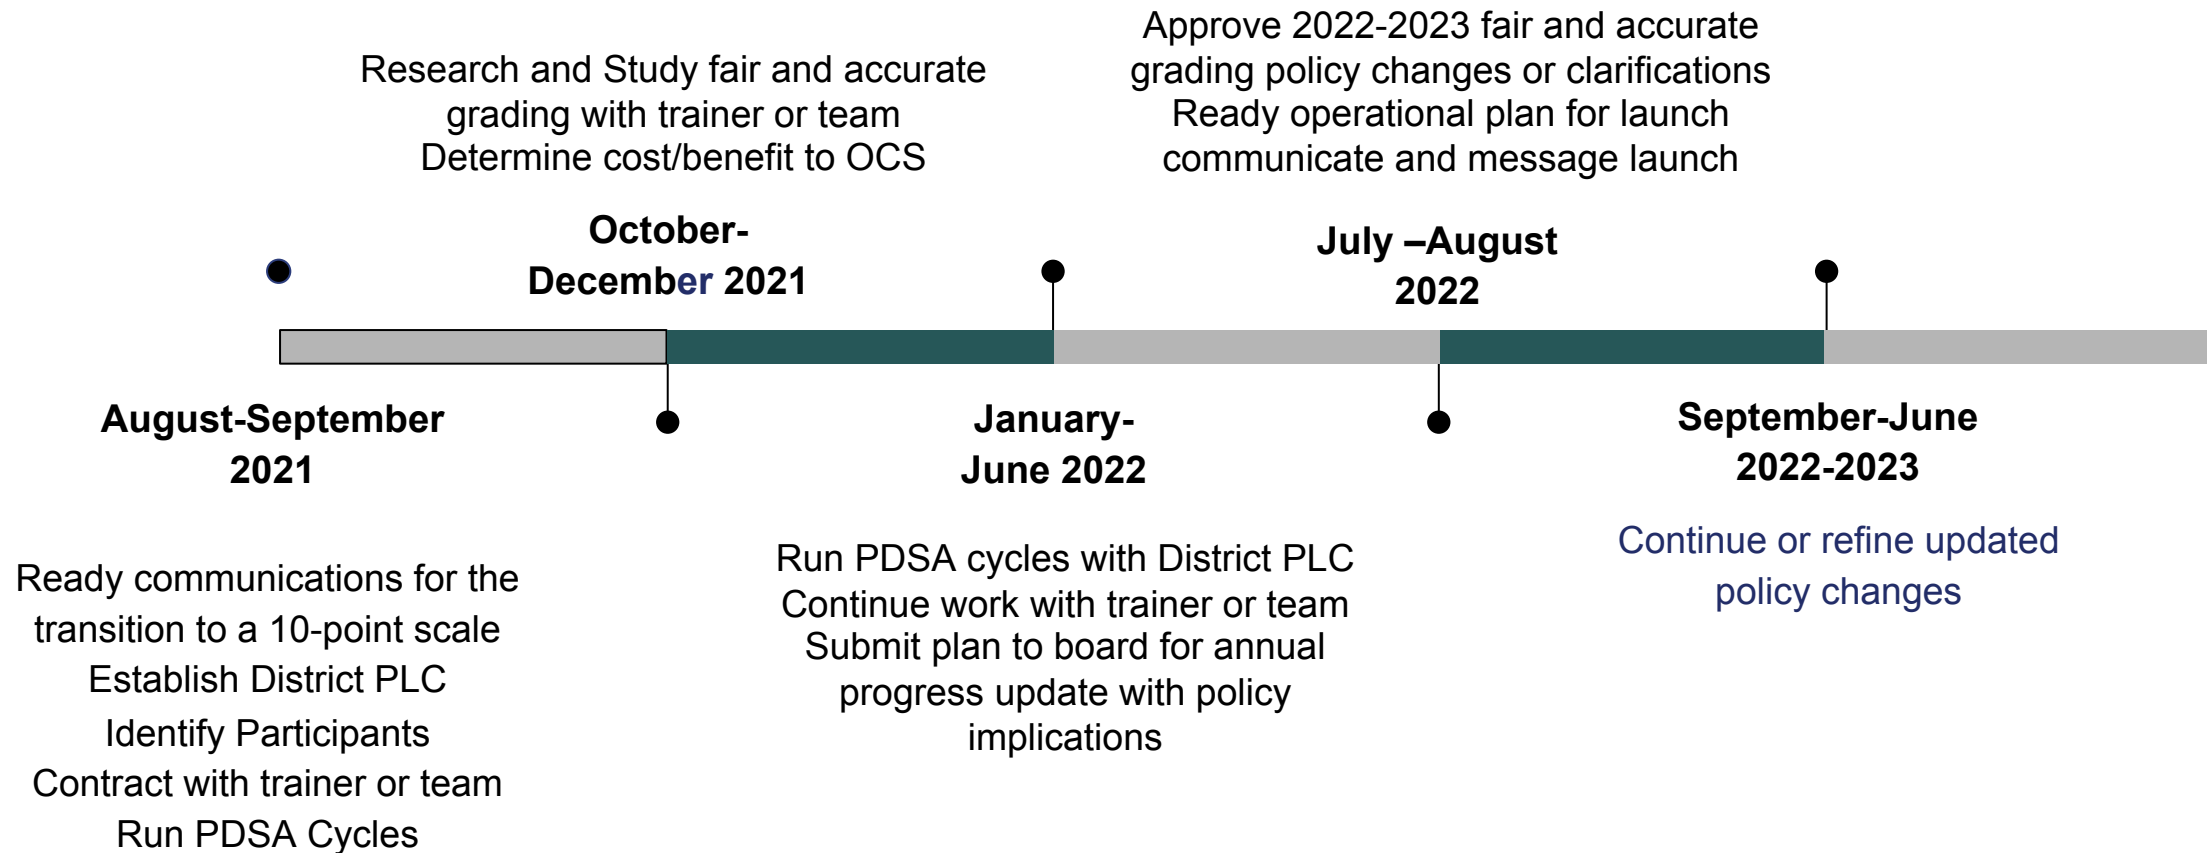 Research and Study fair and accurate
grading with trainer or team
Determine cost/benefit to OCS
October-
December 2021
Approve 2022-2023 fair and accurate
grading policy changes or clarifications
Ready operational plan for launch
communicate and message launch
July –August
2022
August-September
2021
Ready communications for the
transition to a 10-point scale
Establish District PLC
Identify Participants
Contract with trainer or team
Run PDSA Cycles
January-
June 2022
Run PDSA cycles with District PLC
Continue work with trainer or team
Submit plan to board for annual
progress update with policy
implications
September-June
2022-2023
Continue or refine updated
policy changes